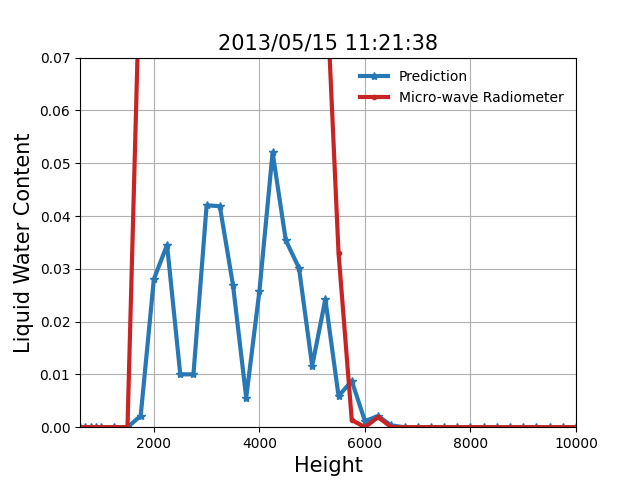 2013/05/15 11:21:38
0.07
0.06
0.05
0.04
0.03
0.02
0.01
0.00
Liquid Water Content
Prediction
Micro-wave Radiometer
2000 4000 6000 8000 10000
Height